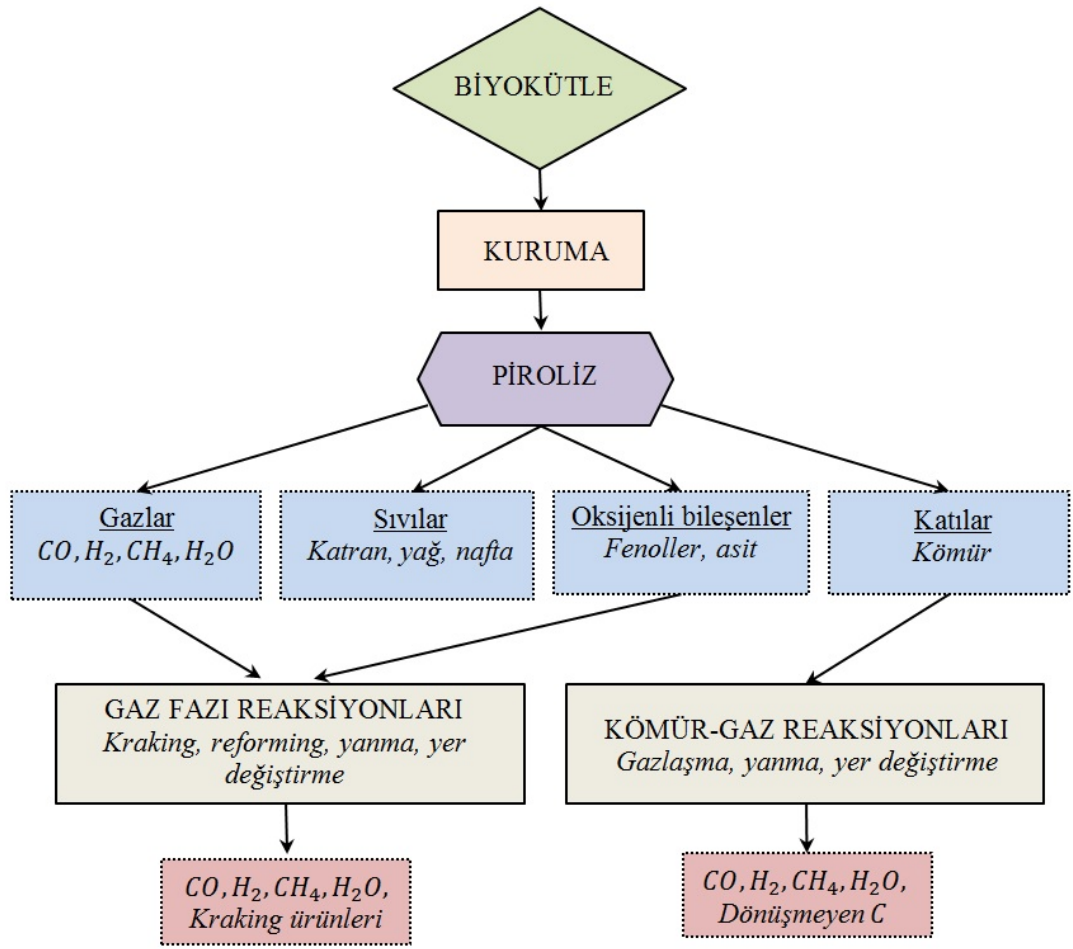 BİYOKÜTLE
KURUMA
PİROLİZ
Gazlar
CO, H₂, CH₄, H₂O
Sıvılar
Katran, yağ, nafta
Oksijenli bileşenler
Fenoller, asit
Katılar
Kömür
GAZ FAZI REAKSİYONLARI
Kraking, reforming, yanma, yer
değiştirme
KÖMÜR-GAZ REAKSİYONLARI
Gazlaşma, yanma, yer değiştirme
CO, H₂, CH₄, H₂O,
Kraking ürünleri
CO, H₂, CH₄, H₂O,
Dönüşmeyen C